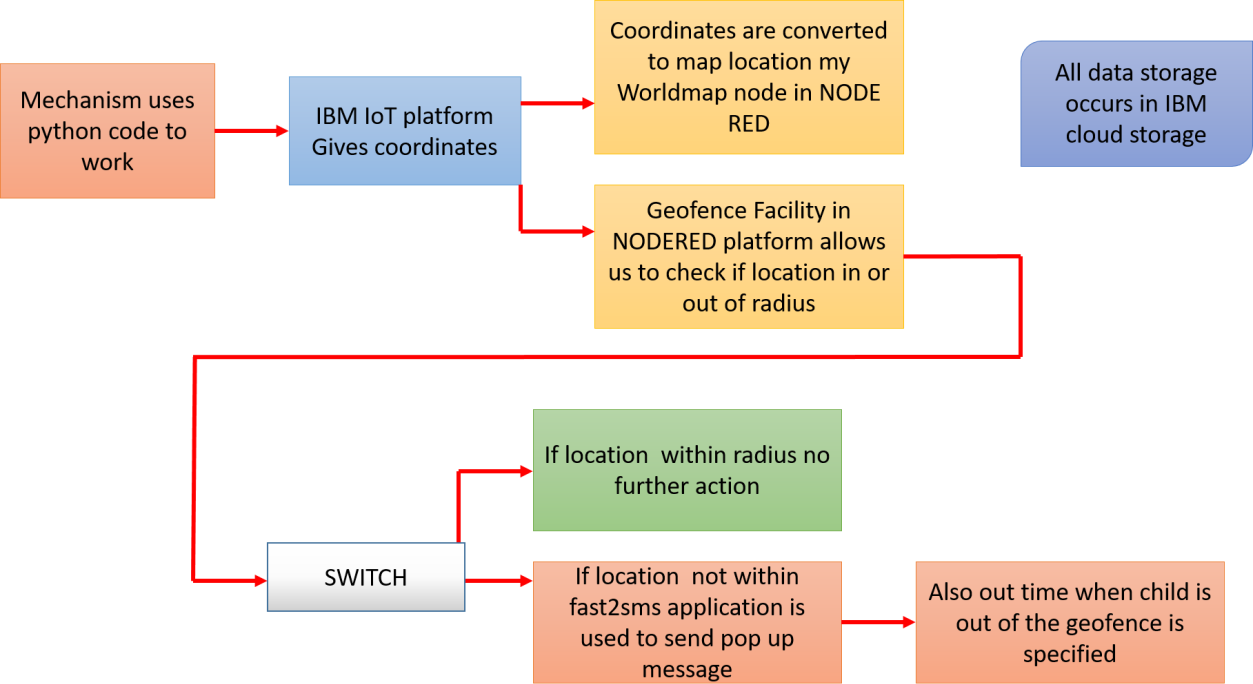 Mechanism uses
python code to
work
IBM IoT platform
Gives coordinates
Coordinates are converted
to map location my
Worldmap node in NODE
RED
All data storage
occurs in IBM
cloud storage
Geofence Facility in
NODERED platform allows
us to check if location in or
out of radius
If location  within radius no
further action
SWITCH
If location  not within
fast2sms application is
used to send pop up
message
Also out time when child is
out of the geofence is
specified